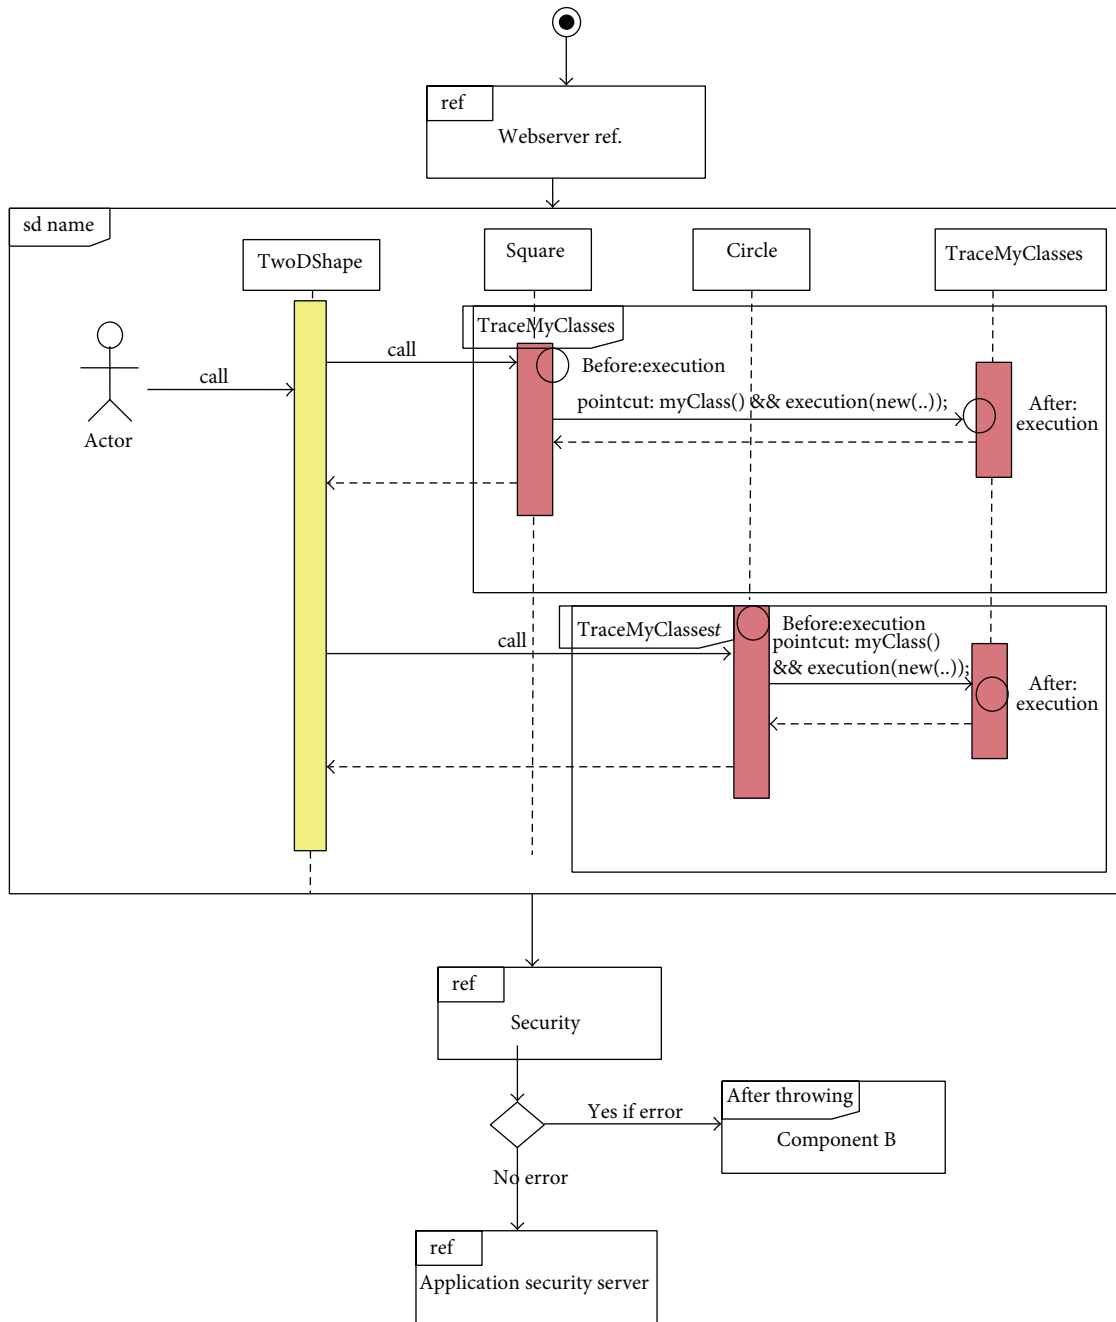 ref
Webserver ref.
sd name
TwoDShape
Square
Circle
TraceMyClasses
TraceMyClasses
call
Before:execution
call
pointcut: myClass() && execution(new(..));
After:
execution
Actor
TraceMyClassest
call
Before:execution
pointcut: myClass()
&& execution(new(..));
After:
execution
ref
Security
Yes if error
After throwing
Component B
No error
ref
Application security server